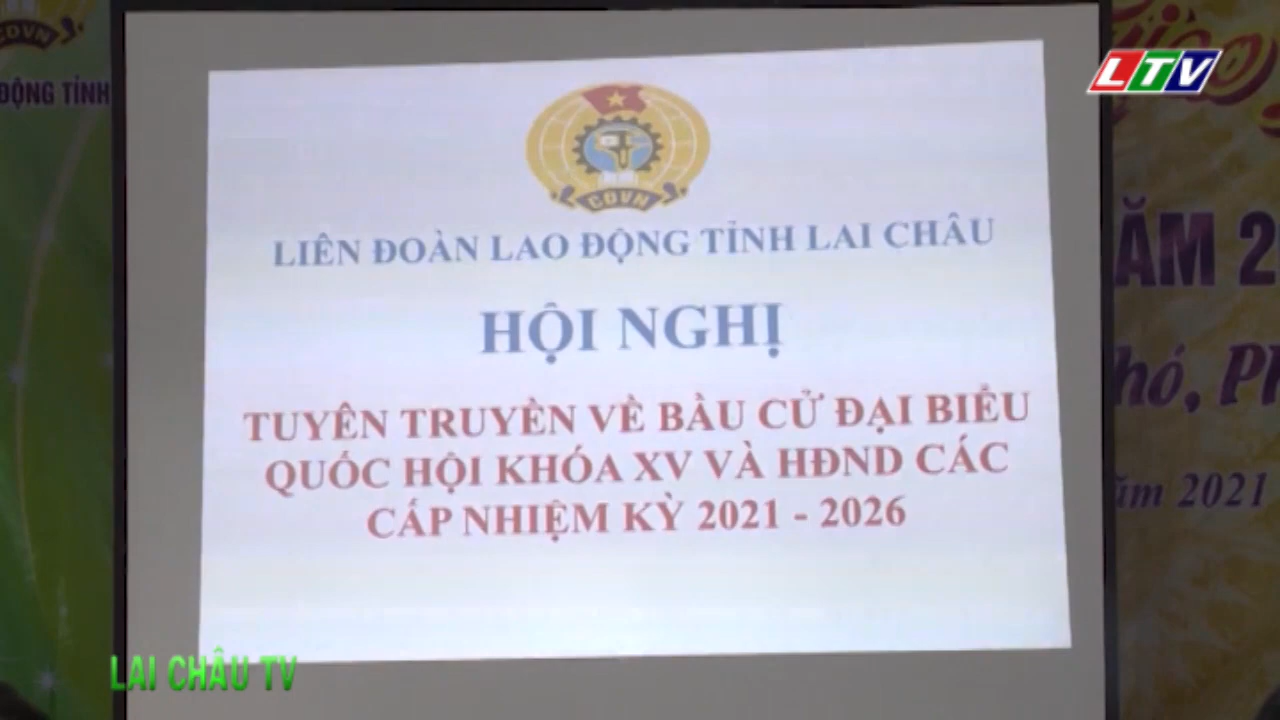 CĐVN
ĐỘNG TỈNH
LTV
CĐVN
LIÊN ĐOÀN LAO ĐỘNG TỈNH LAI CHÂU
HỘI NGHỊ
TUYÊN TRUYỀN VỀ BẦU CỬ ĐẠI BIỂU
QUỐC HỘI KHÓA XV VÀ HĐND CÁC
CẤP NHIỆM KỲ 2021 - 2026
ĂM 2
hó, P
ăm 2021
LAI CHÂU TV